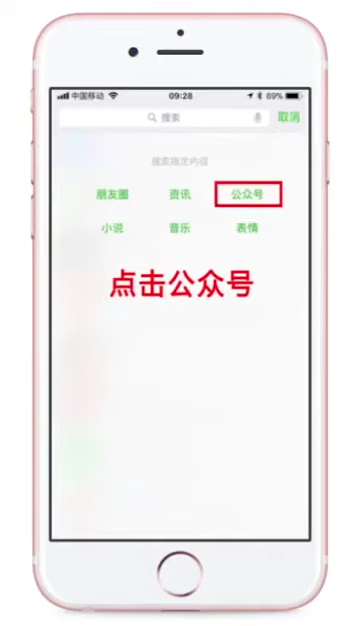 中国移动 09:28 89%
搜索 取消
搜索指定内容
朋友圈 资讯 公众号
小说 音乐 表情
点击公众号